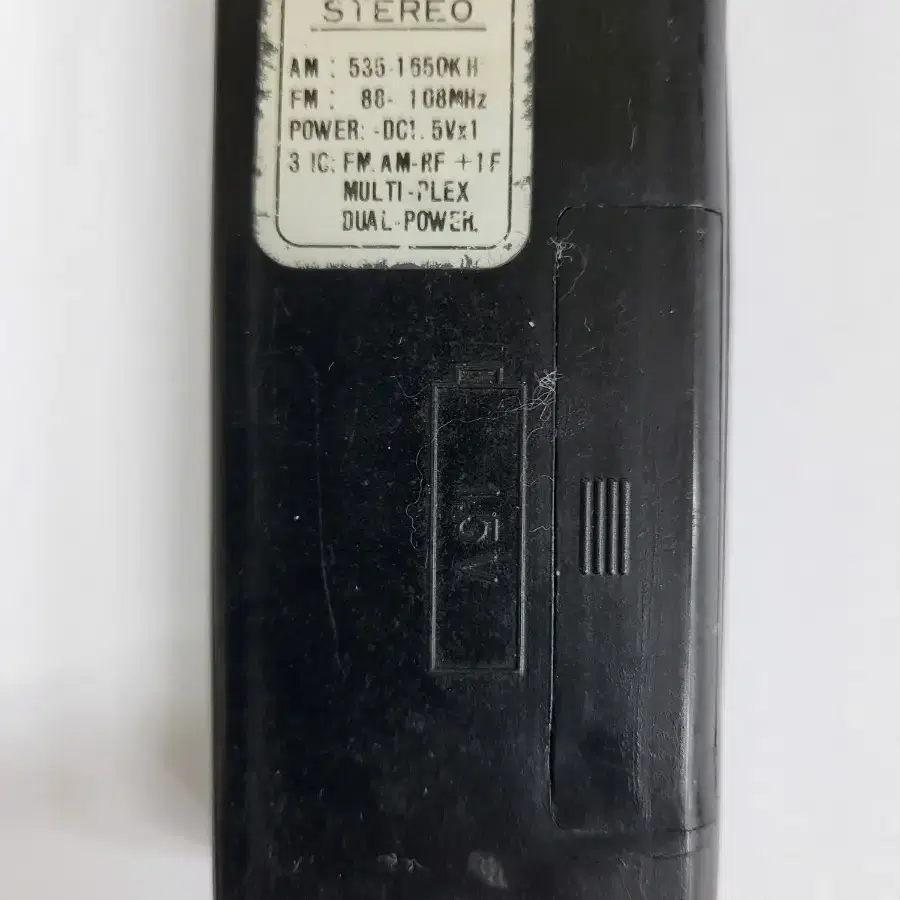 STEREO
AM : 535-1650KH
FM : 88- 108MHz
POWER: -DC1.5Vx1
3 IC: FM.AM-RF +1F
MULTI-PLEX
DUAL-POWER.
1.5V